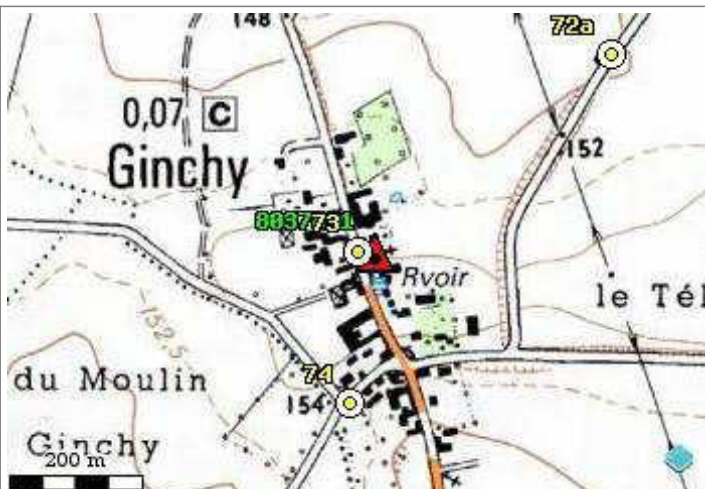 148
72a
0,07 C
Ginchy
152
8037731
Rvoir
le Tél
152.5
du Moulin
74
154
Ginchy
200 m